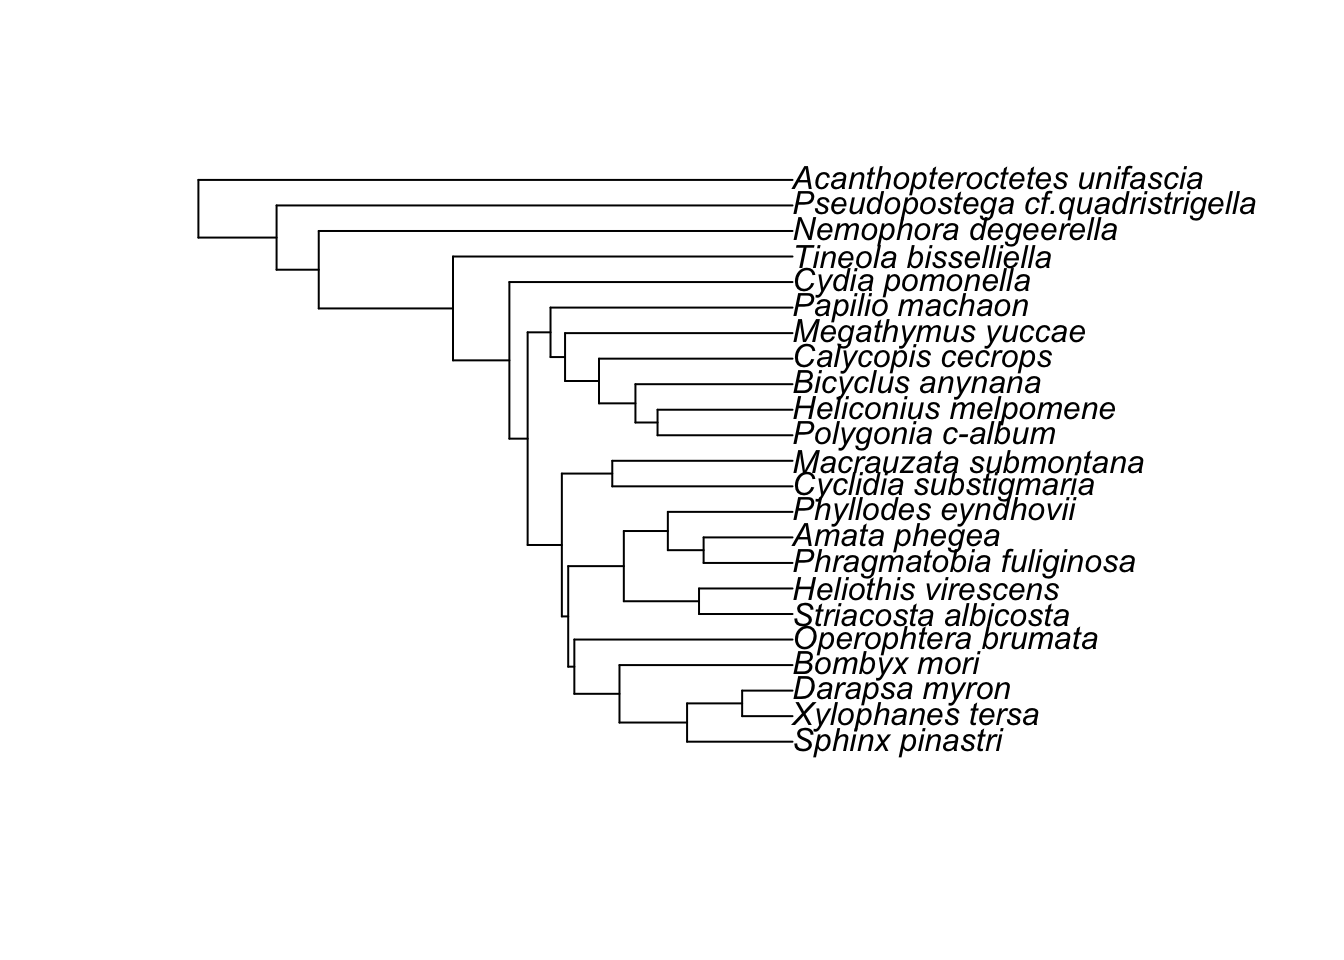 Acanthopteroctetes unifascia
Pseudopostega cf.quadristrigella
Nemophora degeerella
Tineola bisselliella
Cydia pomonella
Papilio machaon
Megathymus yuccae
Calycopis cecrops
Bicyclus anynana
Heliconius melpomene
Polygonia c-album
Macrauzata submontana
Cyclidia substigmaria
Phyllodes eyndhovii
Amata phegea
Phragmatobia fuliginosa
Heliothis virescens
Striacosta albicosta
Operophtera brumata
Bombyx mori
Darapsa myron
Xylophanes tersa
Sphinx pinastri